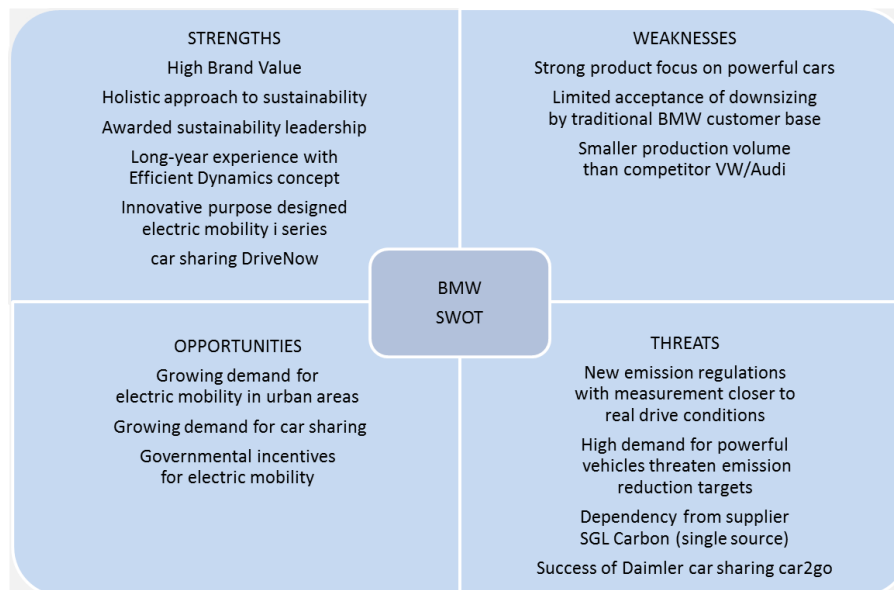 STRENGTHS
High Brand Value
Holistic approach to sustainability
Awarded sustainability leadership
Long-year experience with
Efficient Dynamics concept
Innovative purpose designed
electric mobility i series
car sharing DriveNow
WEAKNESSES
Strong product focus on powerful cars
Limited acceptance of downsizing
by traditional BMW customer base
Smaller production volume
than competitor VW/Audi
BMW
SWOT
OPPORTUNITIES
Growing demand for
electric mobility in urban areas
Growing demand for car sharing
Governmental incentives
for electric mobility
THREATS
New emission regulations
with measurement closer to
real drive conditions
High demand for powerful
vehicles threaten emission
reduction targets
Dependency from supplier
SGL Carbon (single source)
Success of Daimler car sharing car2go